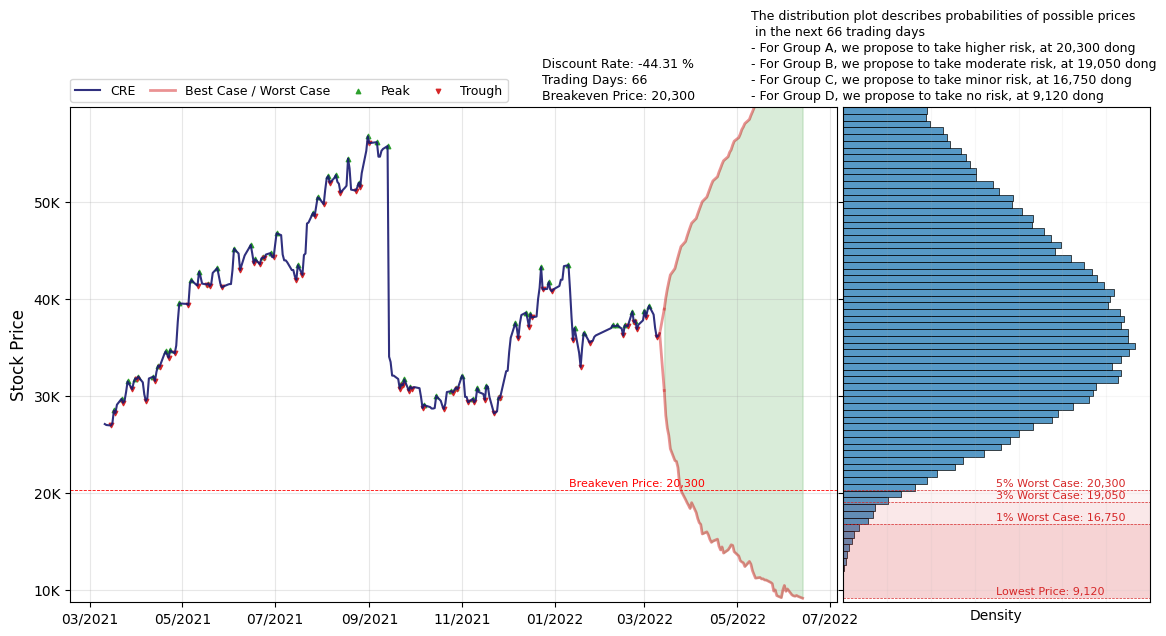 The distribution plot describes probabilities of possible prices
in the next 66 trading days
- For Group A, we propose to take higher risk, at 20,300 dong
- For Group B, we propose to take moderate risk, at 19,050 dong
- For Group C, we propose to take minor risk, at 16,750 dong
- For Group D, we propose to take no risk, at 9,120 dong
Discount Rate: -44.31 %
Trading Days: 66
Breakeven Price: 20,300
CRE
Best Case / Worst Case
Peak
Trough
Stock Price
50K
40K
30K
20K
10K
Breakeven Price: 20,300
5% Worst Case: 20,300
3% Worst Case: 19,050
1% Worst Case: 16,750
Lowest Price: 9,120
03/2021
05/2021
07/2021
09/2021
11/2021
01/2022
03/2022
05/2022
07/2022
Density